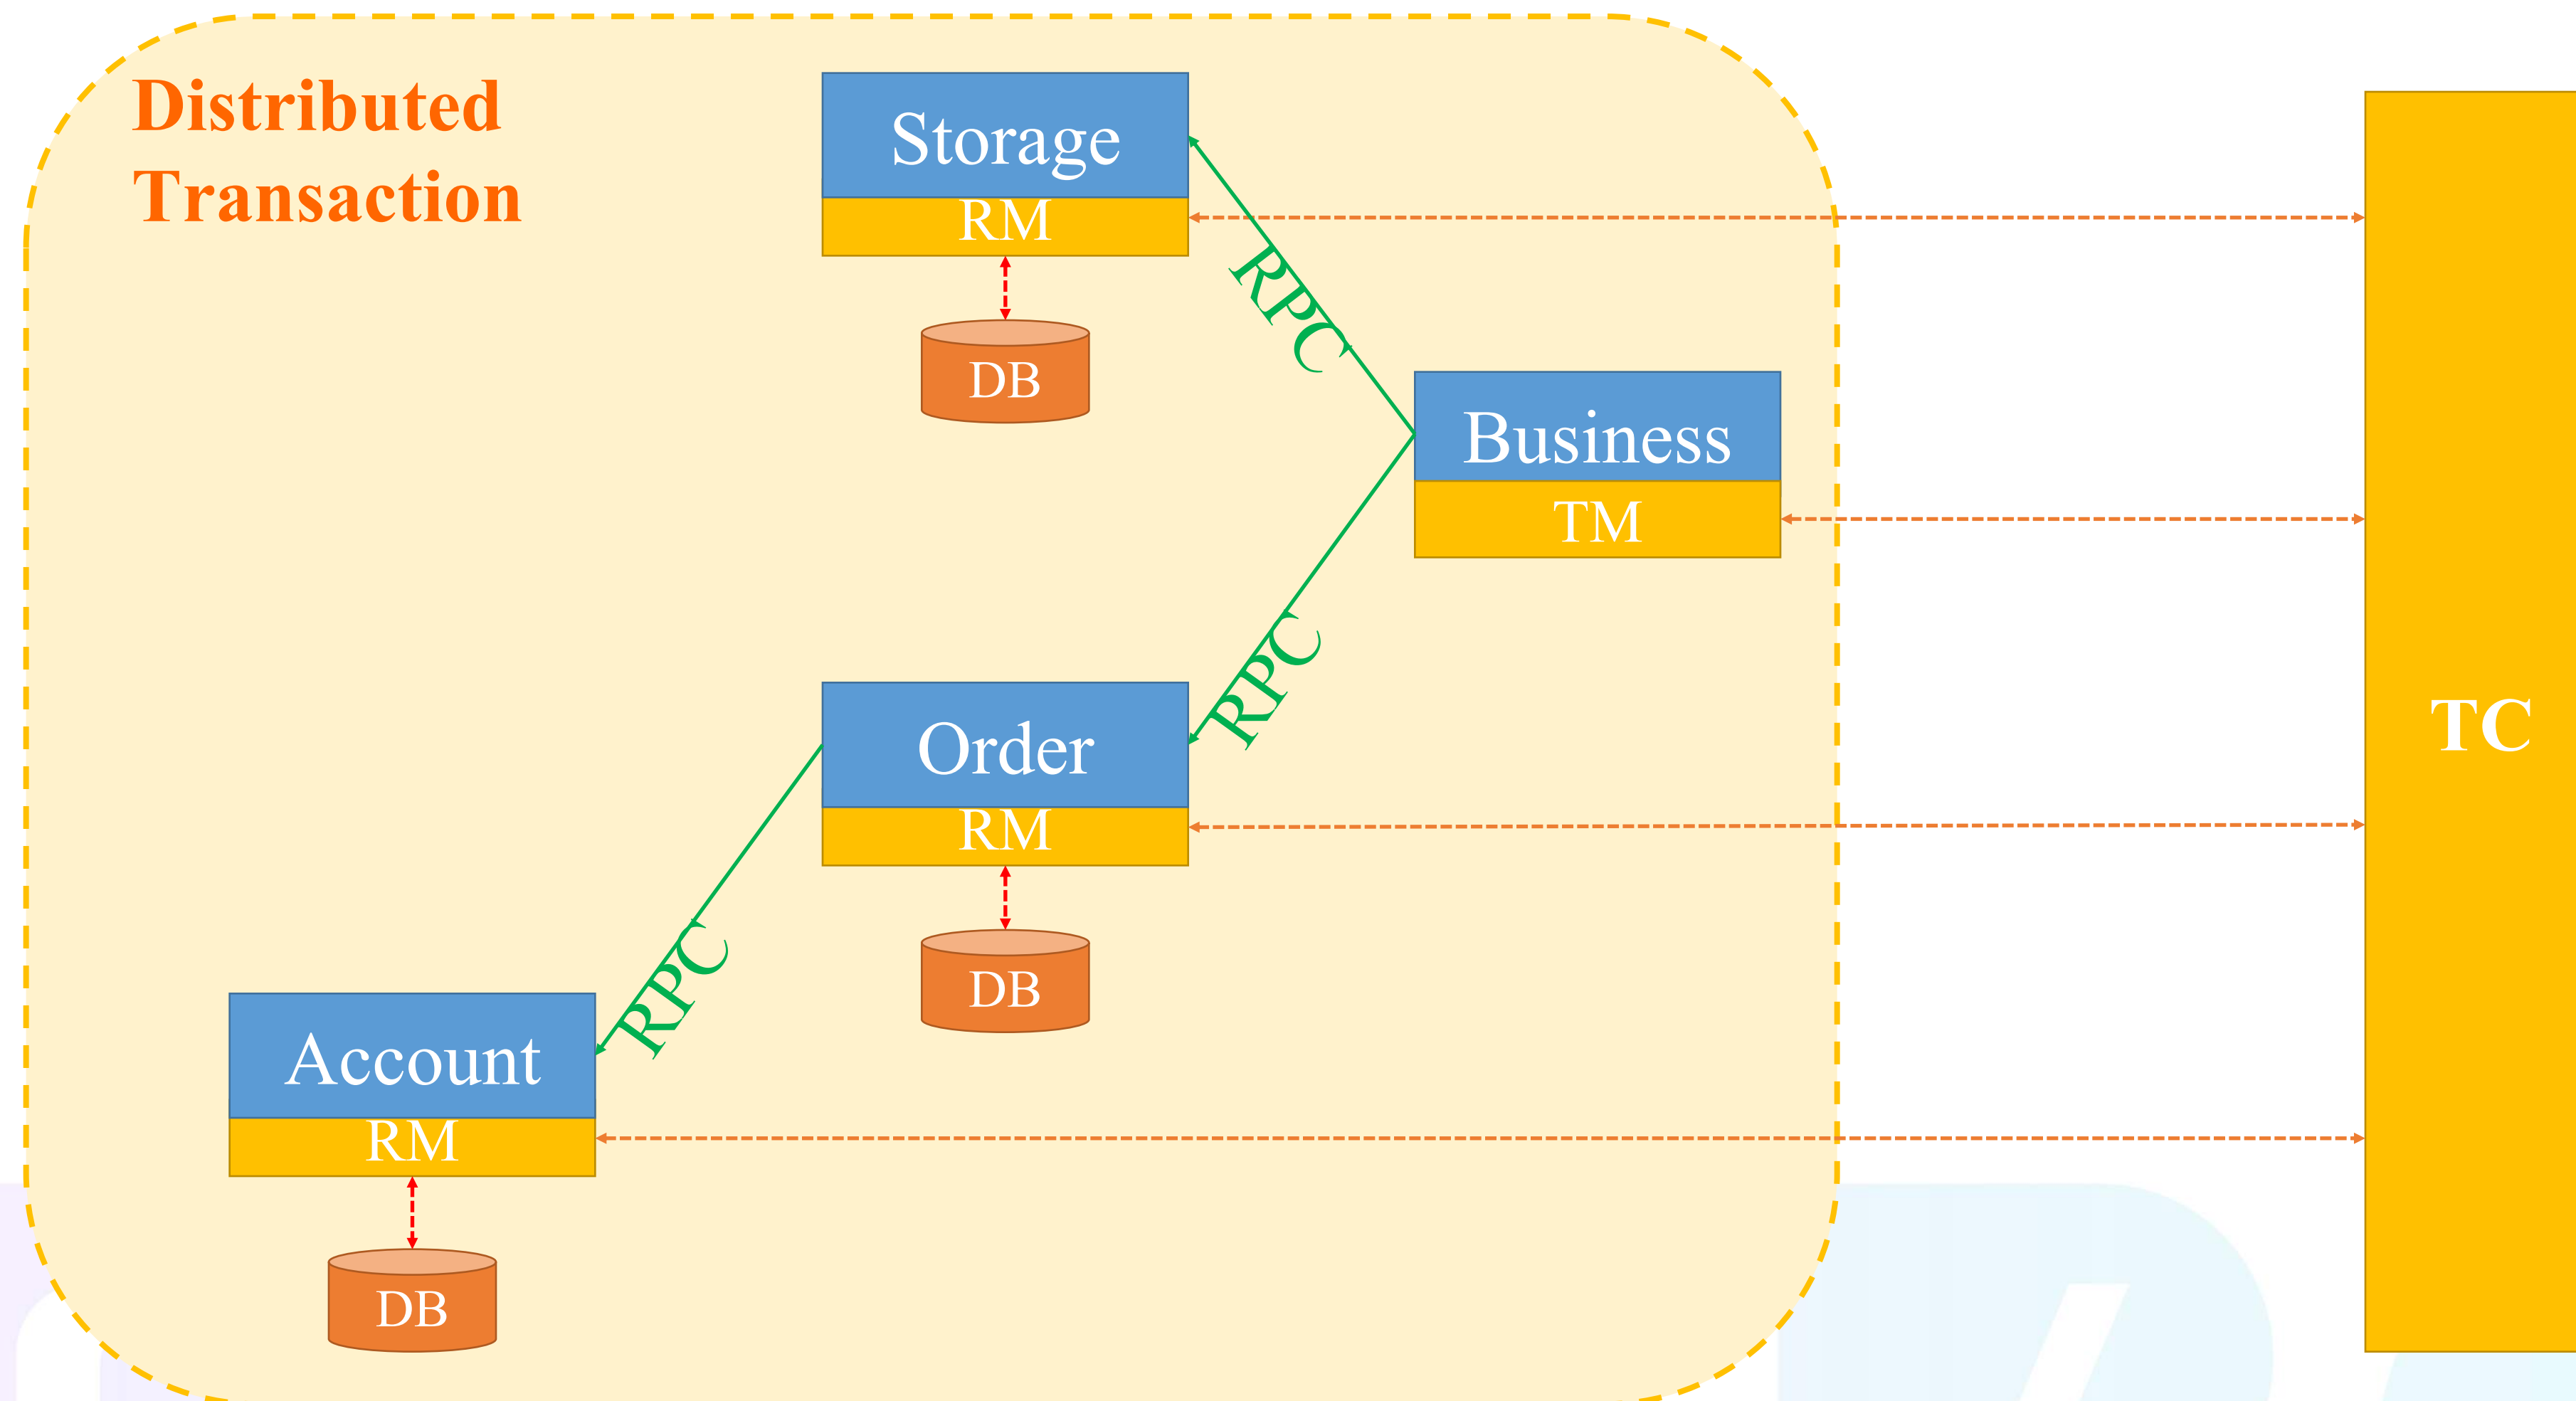 Distributed
Transaction
Storage
RM
RPC
DB
Business
TM
RPC
Order
RM
TC
RPC
DB
Account
RM
DB